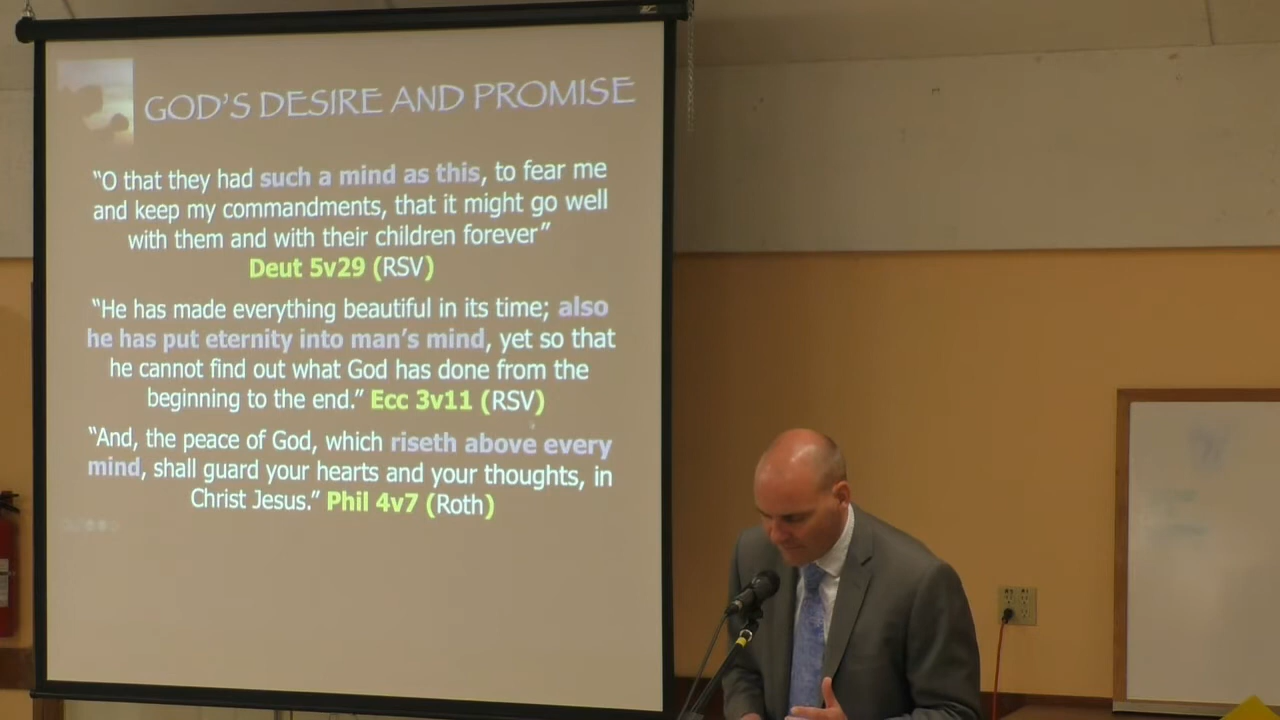 GOD'S DESIRE AND PROMISE
“O that they had such a mind as this, to fear me
and keep my commandments, that it might go well
with them and with their children forever”
Deut 5v29 (RSV)
“He has made everything beautiful in its time; also
he has put eternity into man’s mind, yet so that
he cannot find out what God has done from the
beginning to the end.” Ecc 3v11 (RSV)
“And, the peace of God, which riseth above every
mind, shall guard your hearts and your thoughts, in
Christ Jesus.” Phil 4v7 (Roth)